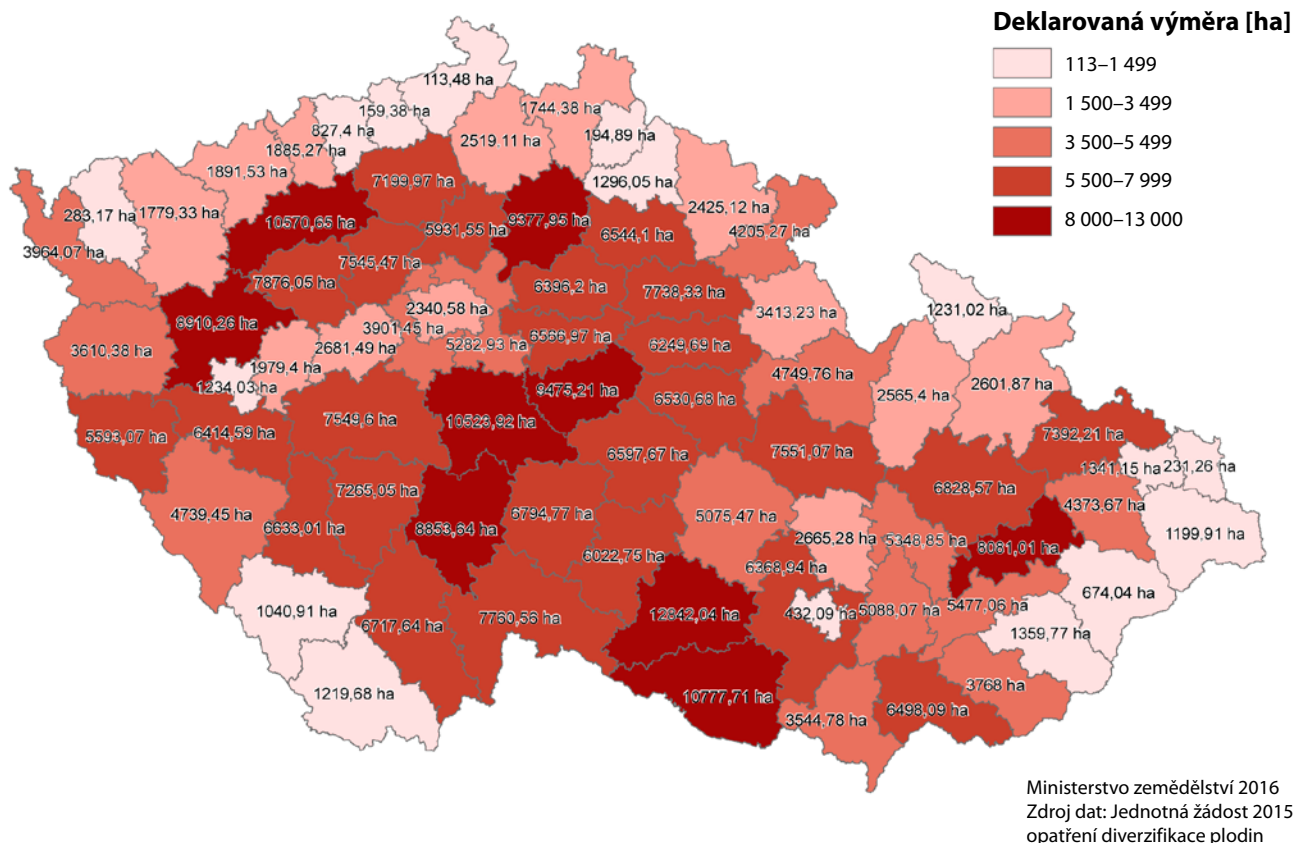 Deklarovaná výměra [ha]
113–1 499
1 500–3 499
3 500–5 499
5 500–7 999
8 000–13 000
113,48 ha
159,38 ha
827,4 ha
1885,27 ha
1891,53 ha
1744,38 ha
2519,11 ha
194,89 ha
1296,05 ha
7199,97 ha
283,17 ha
1779,33 ha
10570,65 ha
5931,55 ha
9377,95 ha
6544,1 ha
2425,12 ha
4205,27 ha
3964,07 ha
7545,47 ha
7876,05 ha
6396,2 ha
7738,33 ha
2340,58 ha
3413,23 ha
1231,02 ha
8910,26 ha
3901,45 ha
6566,97 ha
5282,93 ha
6249,69 ha
3610,38 ha
2681,49 ha
1979,4 ha
4749,76 ha
1234,03 ha
9475,21 ha
6530,68 ha
2565,4 ha
2601,87 ha
7549,6 ha
10529,92 ha
5593,07 ha
6414,59 ha
7392,21 ha
6597,67 ha
7551,07 ha
1341,15 ha
231,26 ha
7265,05 ha
6828,57 ha
4373,67 ha
4739,45 ha
6633,01 ha
8853,64 ha
6794,77 ha
5075,47 ha
2665,28 ha
5348,85 ha
8081,01 ha
1199,91 ha
6022,75 ha
6368,94 ha
674,04 ha
1040,91 ha
6717,64 ha
7760,56 ha
12842,04 ha
432,09 ha
5088,07 ha
5477,06 ha
1359,77 ha
1219,68 ha
10777,71 ha
3768 ha
3544,78 ha
6498,09 ha
Ministerstvo zemědělství 2016
Zdroj dat: Jednotná žádost 2015
opatření diverzifikace plodin